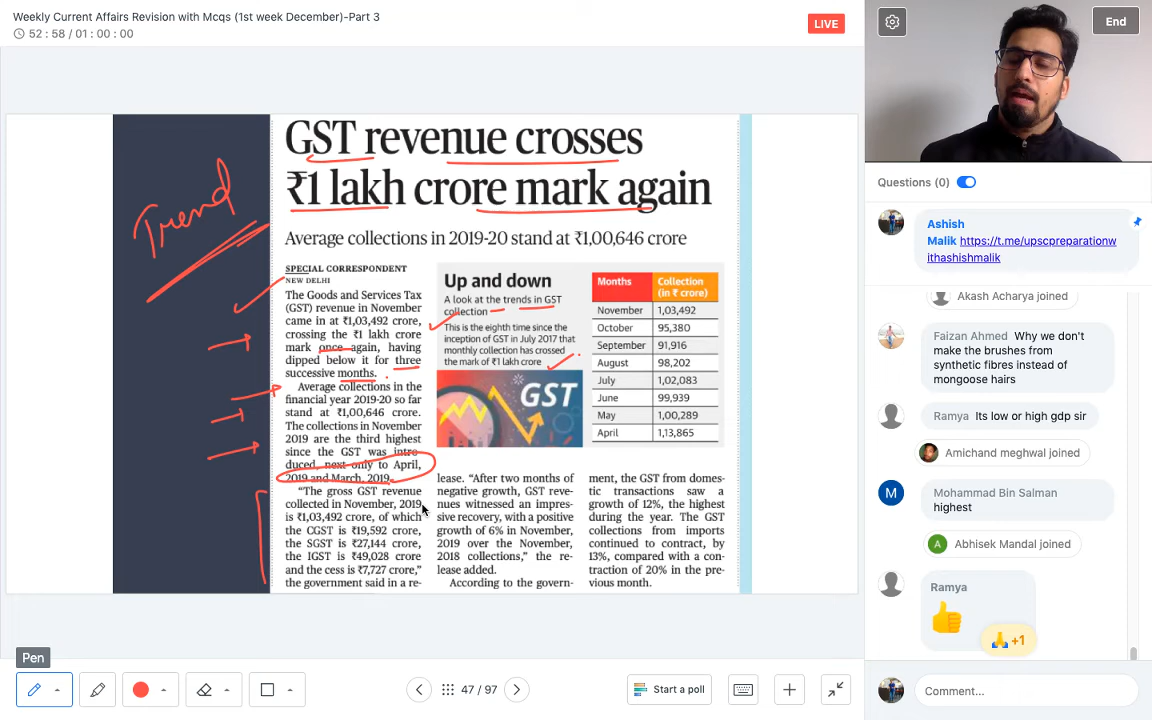 Weekly Current Affairs Revision with Mcqs (1st week December)-Part 3
52 : 58 / 01 : 00 : 00
LIVE
End
Trend
GST revenue crosses
₹1 lakh crore mark again
Average collections in 2019-20 stand at ₹1,00,646 crore
SPECIAL CORRESPONDENT
NEW DELHI
The Goods and Services Tax
(GST) revenue in November
came in at ₹1,03,492 crore,
crossing the ₹1 lakh crore
mark once again, having
dipped below it for three
successive months.
Average collections in the
financial year 2019-20 so far
stand at ₹1,00,646 crore.
The collections in November
2019 are the third highest
since the GST was intro-
duced, next only to April,
2019 and March, 2019.
“The gross GST revenue
collected in November, 2019
is ₹1,03,492 crore, of which
the CGST is ₹19,592 crore,
the SGST is ₹27,144 crore,
the IGST is ₹49,028 crore
and the cess is ₹7,727 crore,”
the government said in a re-
Up and down
A look at the trends in GST
collection
This is the eighth time since the
inception of GST in July 2017 that
monthly collection has crossed
the mark of ₹1 lakh crore
GST
Months Collection (in ₹ crore)
November 1,03,492
October 95,380
September 91,916
August 98,202
July 1,02,083
June 99,939
May 1,00,289
April 1,13,865
lease. “After two months of
negative growth, GST reve-
nues witnessed an impres-
sive recovery, with a positive
growth of 6% in November,
2019 over the November,
2018 collections,” the re-
lease added.
According to the govern-
ment, the GST from domes-
tic transactions saw a
growth of 12%, the highest
during the year. The GST
collections from imports
continued to contract, by
13%, compared with a con-
traction of 20% in the pre-
vious month.
Questions (0)
Ashish
Malik https://t.me/upscpreparationw
ithashishmalik
Akash Acharya joined
Faizan Ahmed Why we don't
make the brushes from
synthetic fibres instead of
mongoose hairs
Ramya Its low or high gdp sir
Amichand meghwal joined
M
Mohammad Bin Salman
highest
A
Abhisek Mandal joined
Ramya
+1
Pen
47 / 97
Start a poll
Comment...